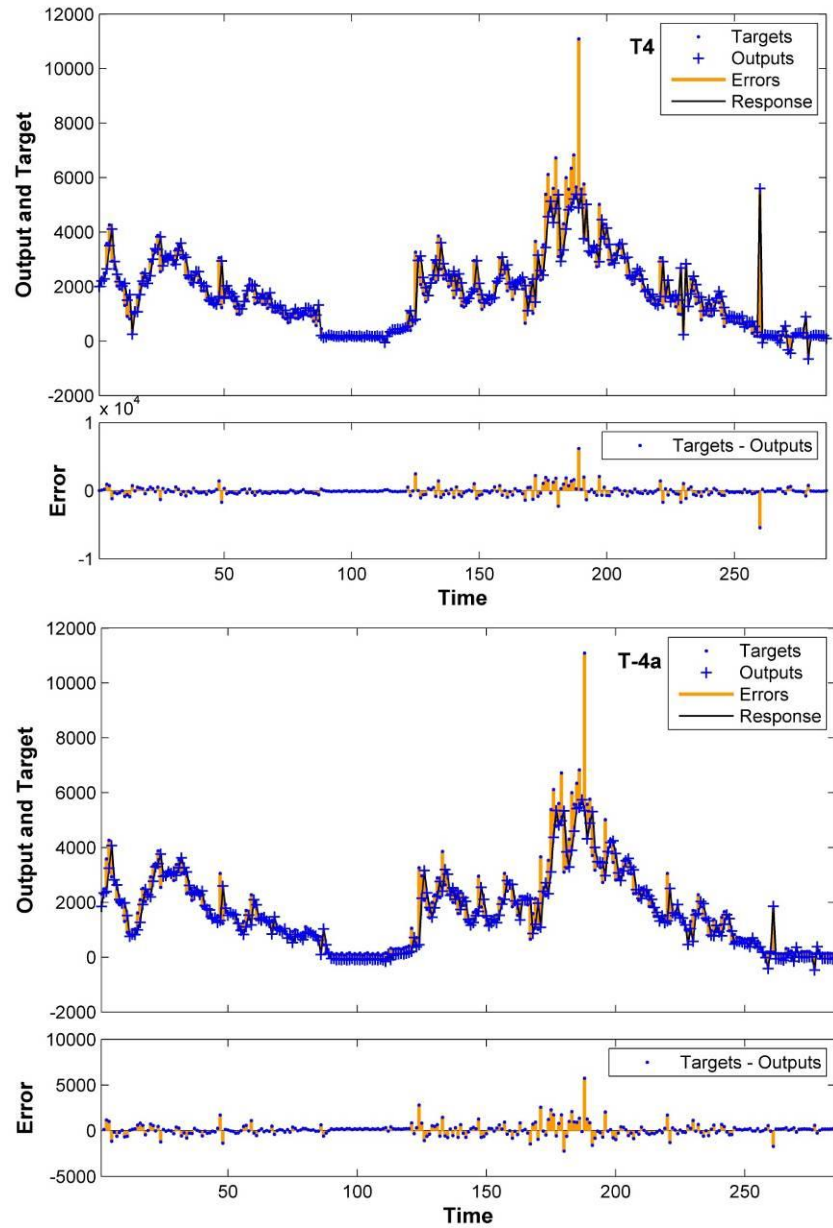 12000
10000
8000
6000
4000
2000
0
-2000
Output and Target
T4
Targets
Outputs
Errors
Response
x 10^4
1
0
-1
Error
Targets - Outputs
50 100 150 200 250
Time
12000
10000
8000
6000
4000
2000
0
-2000
Output and Target
T-4a
Targets
Outputs
Errors
Response
10000
5000
0
-5000
Error
Targets - Outputs
50 100 150 200 250
Time